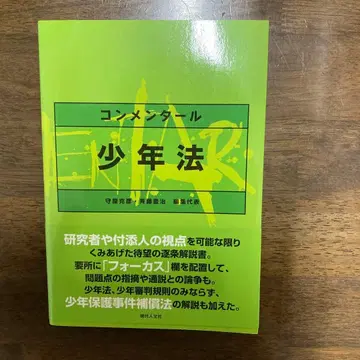 コンメンタール
少年法
守屋克彦・斉藤豊治 編集代表
研究者や付添人の視点を可能な限り
くみあげた待望の逐条解説書。
要所に「フォーカス」欄を配置して、
問題点の指摘や通説との論争も。
少年法、少年審判規則のみならず、
少年保護事件補償法の解説も加えた。
現代人文社